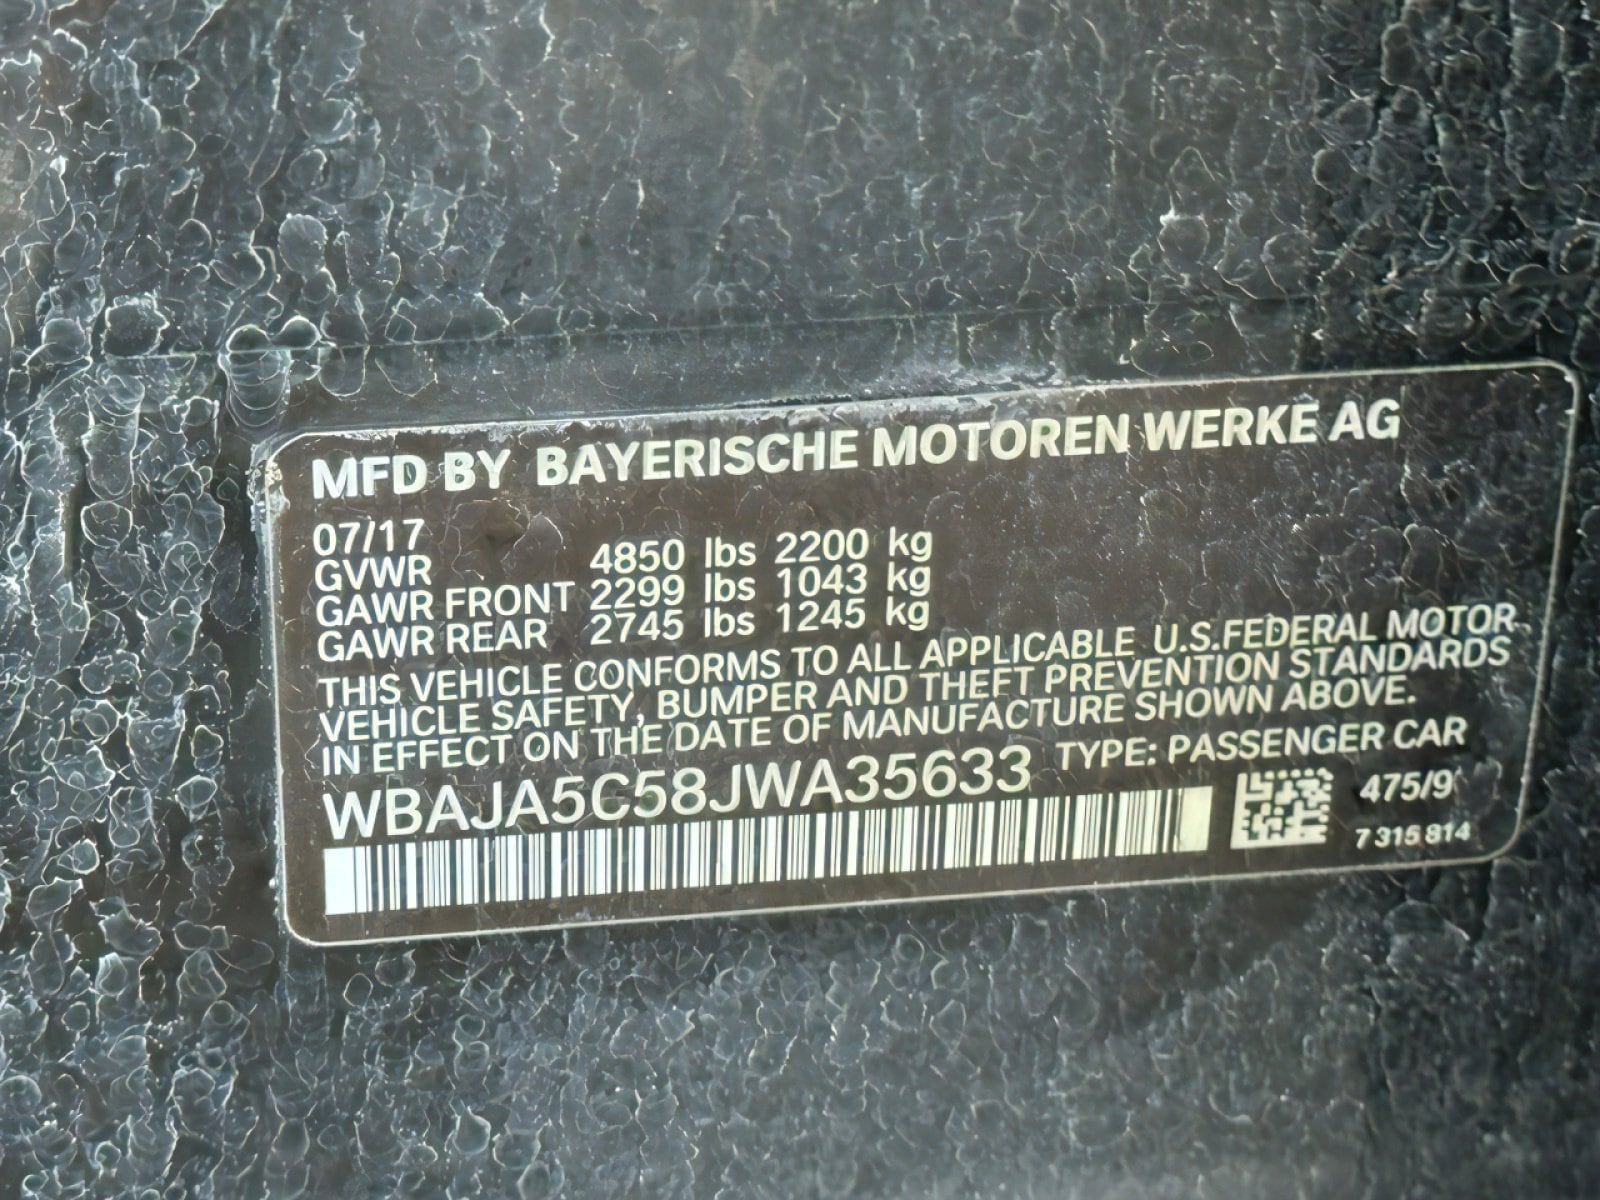 MFD BY BAYERISCHE MOTOREN WERKE AG
07/17
GVWR 4850 lbs 2200 kg
GAWR FRONT 2299 lbs 1043 kg
GAWR REAR 2745 lbs 1245 kg
THIS VEHICLE CONFORMS TO ALL APPLICABLE U.S.FEDERAL MOTOR
VEHICLE SAFETY, BUMPER AND THEFT PREVENTION STANDARDS
IN EFFECT ON THE DATE OF MANUFACTURE SHOWN ABOVE.
WBAJA5C58JWA35633 TYPE: PASSENGER CAR
475/9
7 315 814